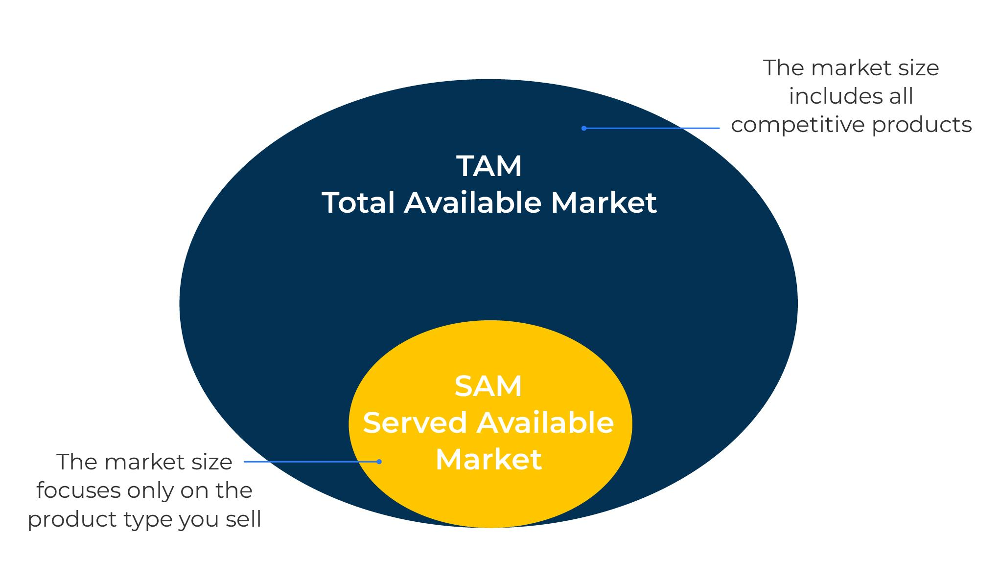 The market size
includes all
competitive products
TAM
Total Available Market
SAM
Served Available
Market
The market size
focuses only on the
product type you sell